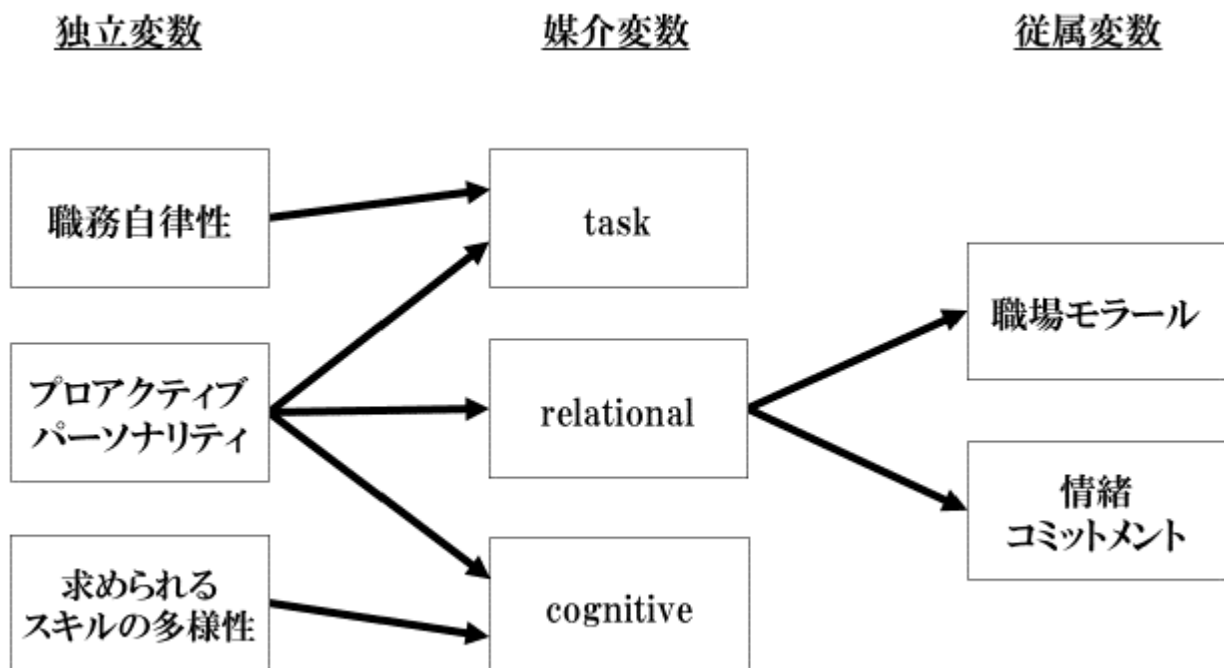 独立変数
媒介変数
従属変数
職務自律性
task
職場モラール
プロアクティブ
パーソナリティ
relational
情緒
コミットメント
求められる
スキルの多様性
cognitive